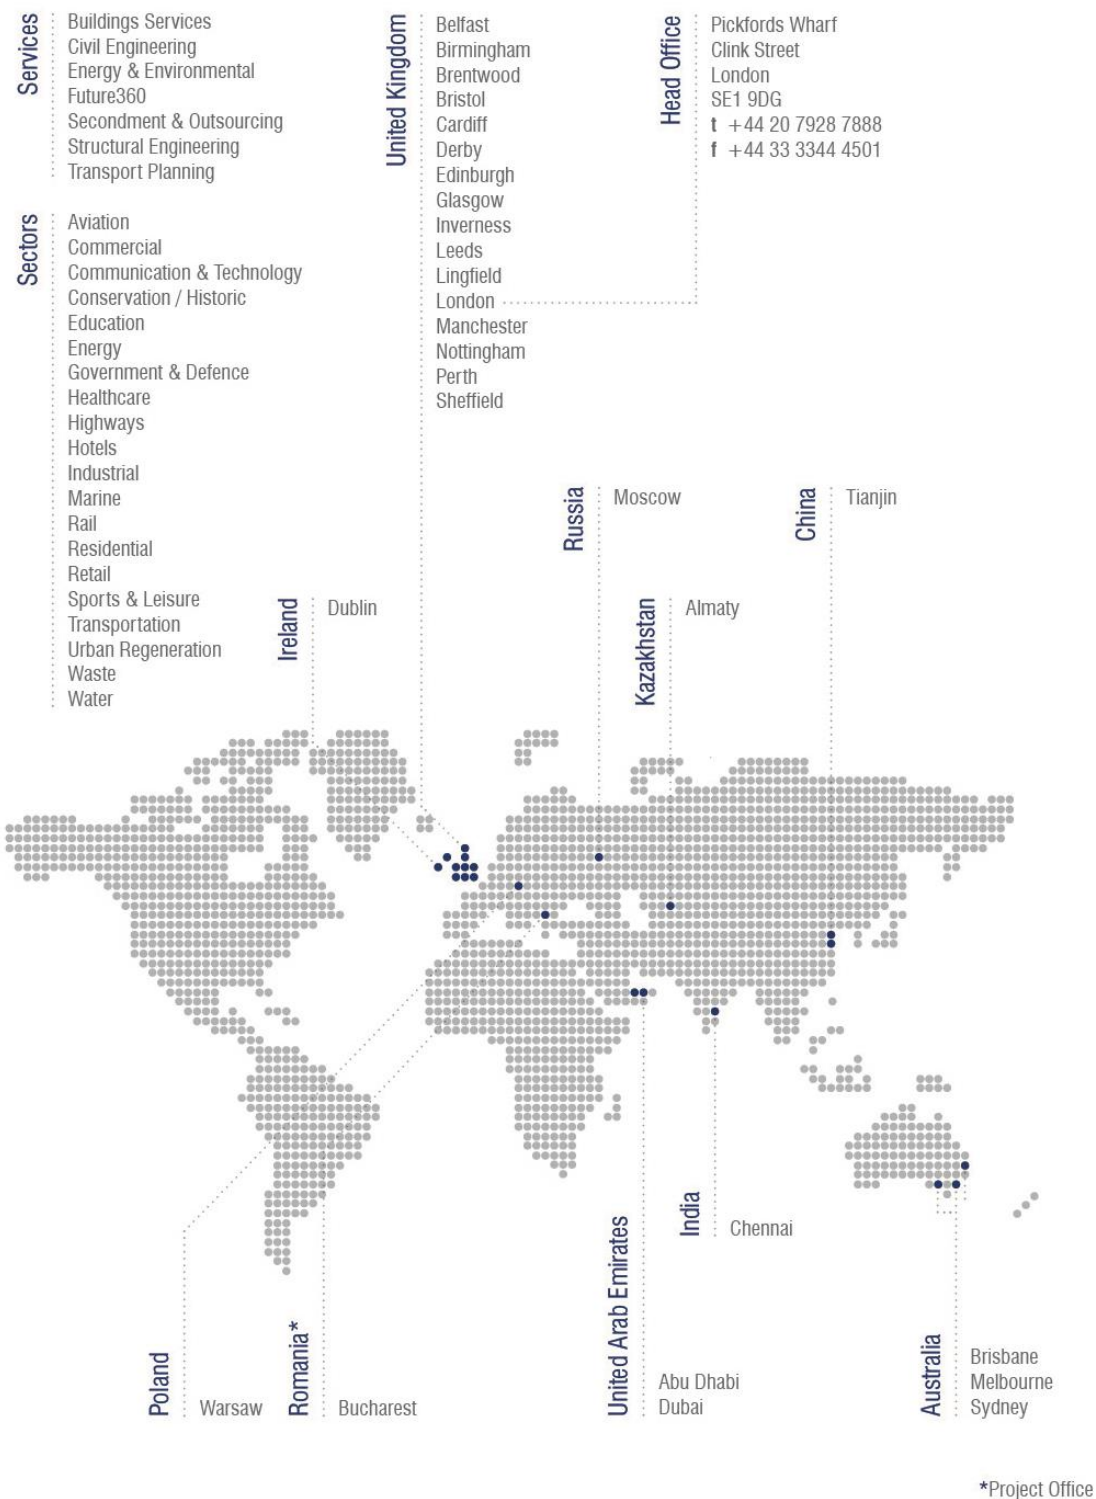 Services
Buildings Services
Civil Engineering
Energy & Environmental
Future360
Secondment & Outsourcing
Structural Engineering
Transport Planning
Sectors
Aviation
Commercial
Communication & Technology
Conservation / Historic
Education
Energy
Government & Defence
Healthcare
Highways
Hotels
Industrial
Marine
Rail
Residential
Retail
Sports & Leisure
Transportation
Urban Regeneration
Waste
Water
United Kingdom
Belfast
Birmingham
Brentwood
Bristol
Cardiff
Derby
Edinburgh
Glasgow
Inverness
Leeds
Lingfield
London
Manchester
Nottingham
Perth
Sheffield
Head Office
Pickfords Wharf
Clink Street
London
SE1 9DG
t +44 20 7928 7888
f +44 33 3344 4501
Ireland
Dublin
Russia
Moscow
Kazakhstan
Almaty
China
Tianjin
Poland
Warsaw
Romania*
Bucharest
United Arab Emirates
Abu Dhabi
Dubai
India
Chennai
Australia
Brisbane
Melbourne
Sydney
*Project Office